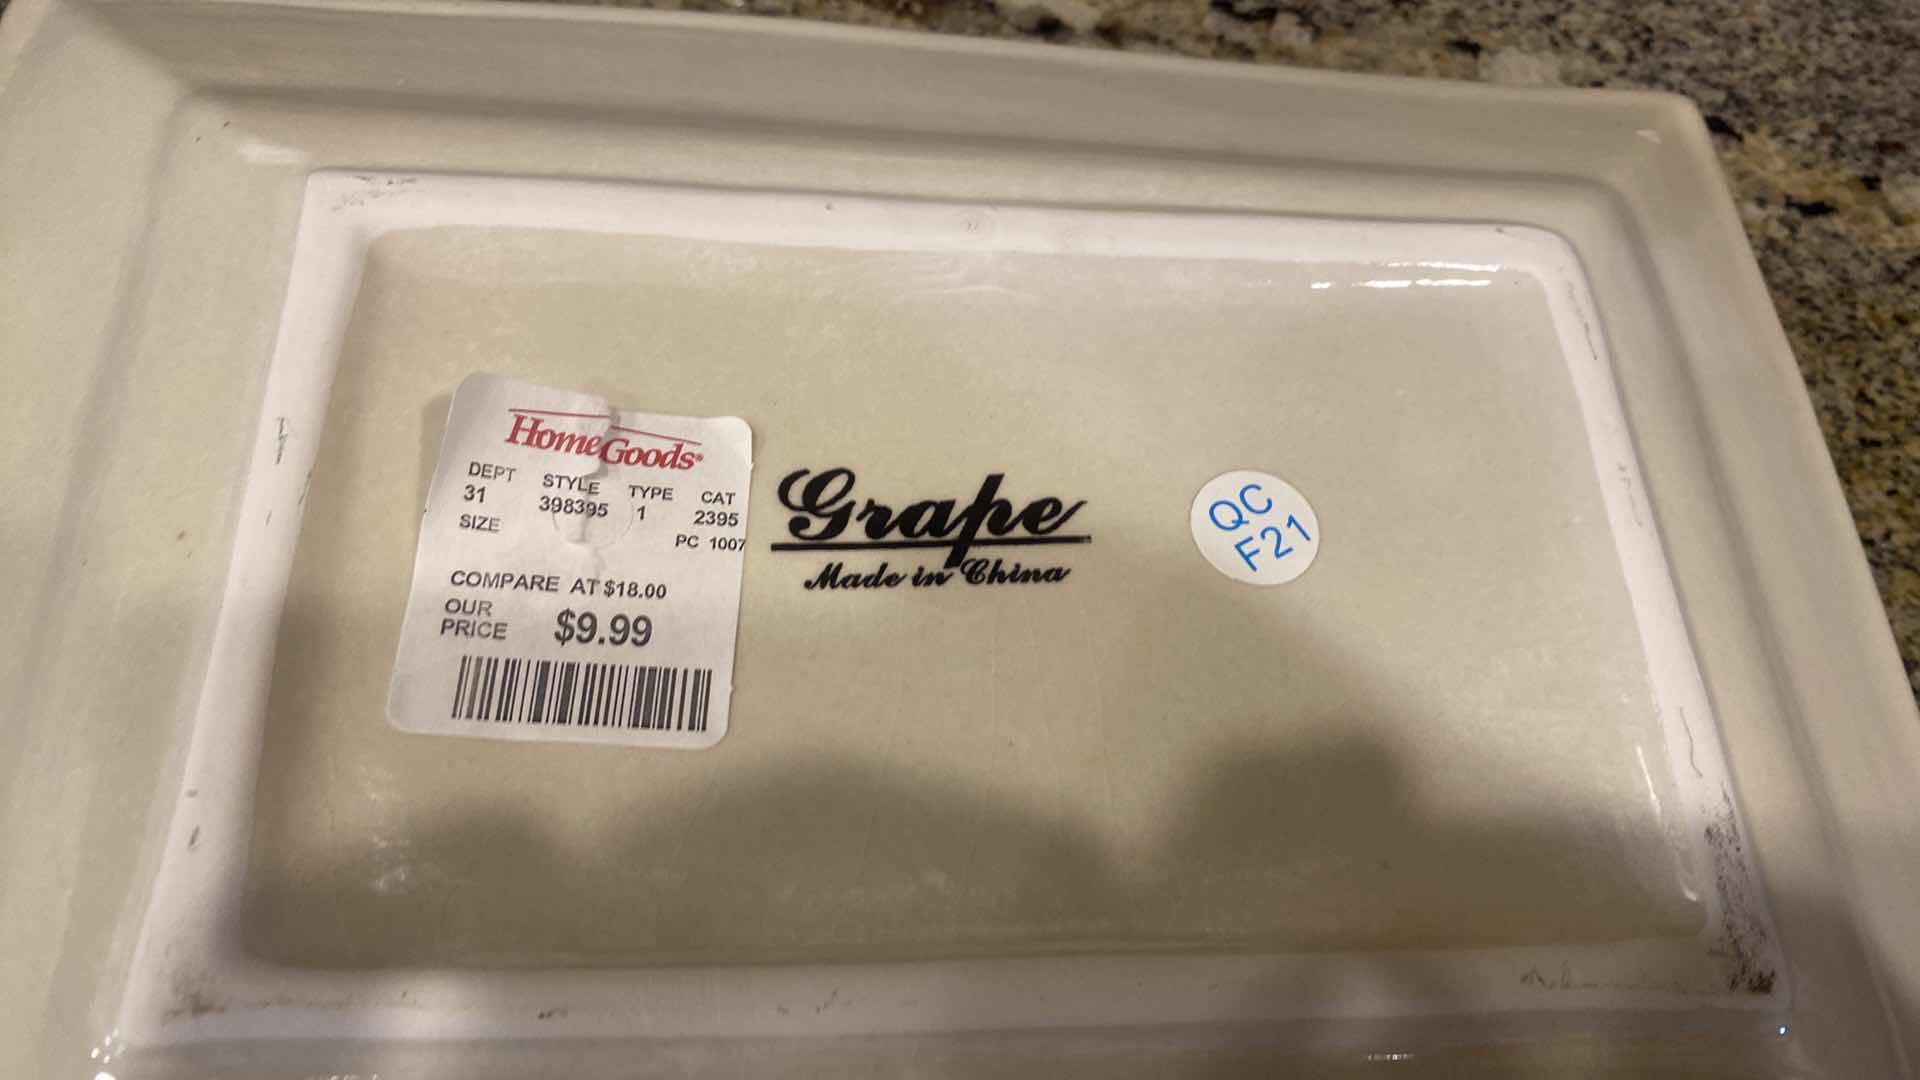 HomeGoods®
DEPT STYLE TYPE CAT
31 398395 1 2395
SIZE PC 1007
COMPARE AT $18.00
OUR
PRICE $9.99
Grape
Made in China
QC
F21